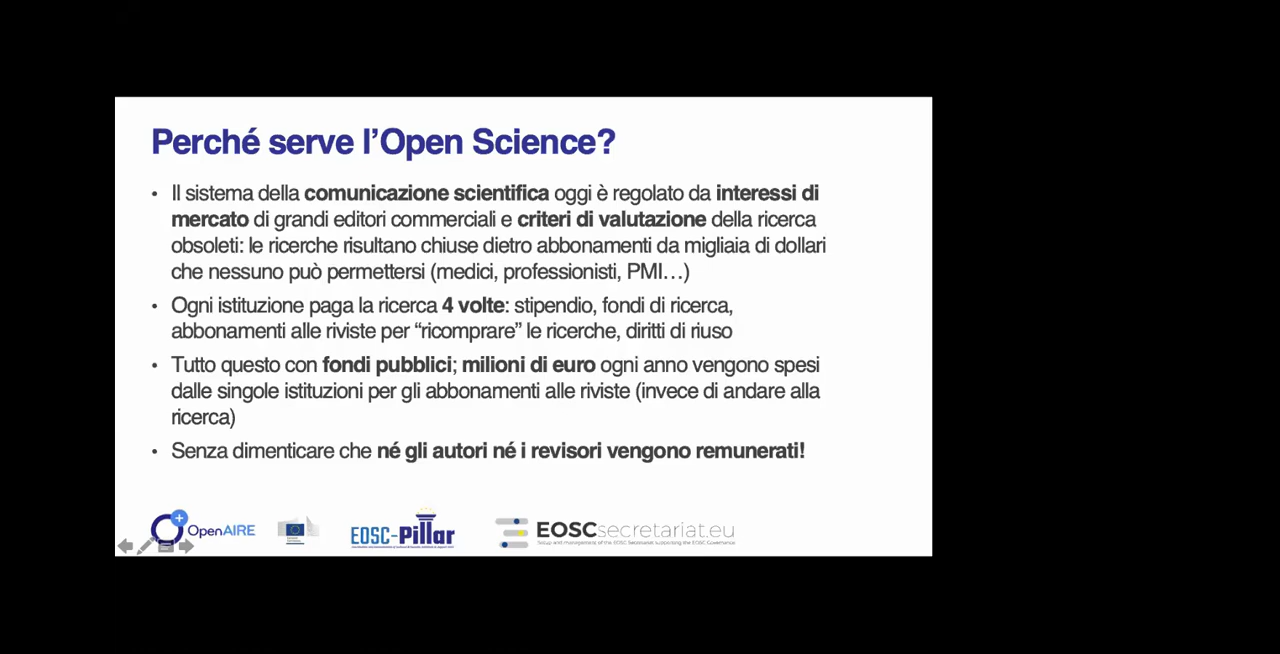 Perché serve l’Open Science?
• Il sistema della comunicazione scientifica oggi è regolato da interessi di
mercato di grandi editori commerciali e criteri di valutazione della ricerca
obsoleti: le ricerche risultano chiuse dietro abbonamenti da migliaia di dollari
che nessuno può permettersi (medici, professionisti, PMI…)
• Ogni istituzione paga la ricerca 4 volte: stipendio, fondi di ricerca,
abbonamenti alle riviste per “ricomprare” le ricerche, diritti di riuso
• Tutto questo con fondi pubblici; milioni di euro ogni anno vengono spesi
dalle singole istituzioni per gli abbonamenti alle riviste (invece di andare alla
ricerca)
• Senza dimenticare che né gli autori né i revisori vengono remunerati!
OpenAIRE
EOSC-Pillar
EOSCsecretariat.eu